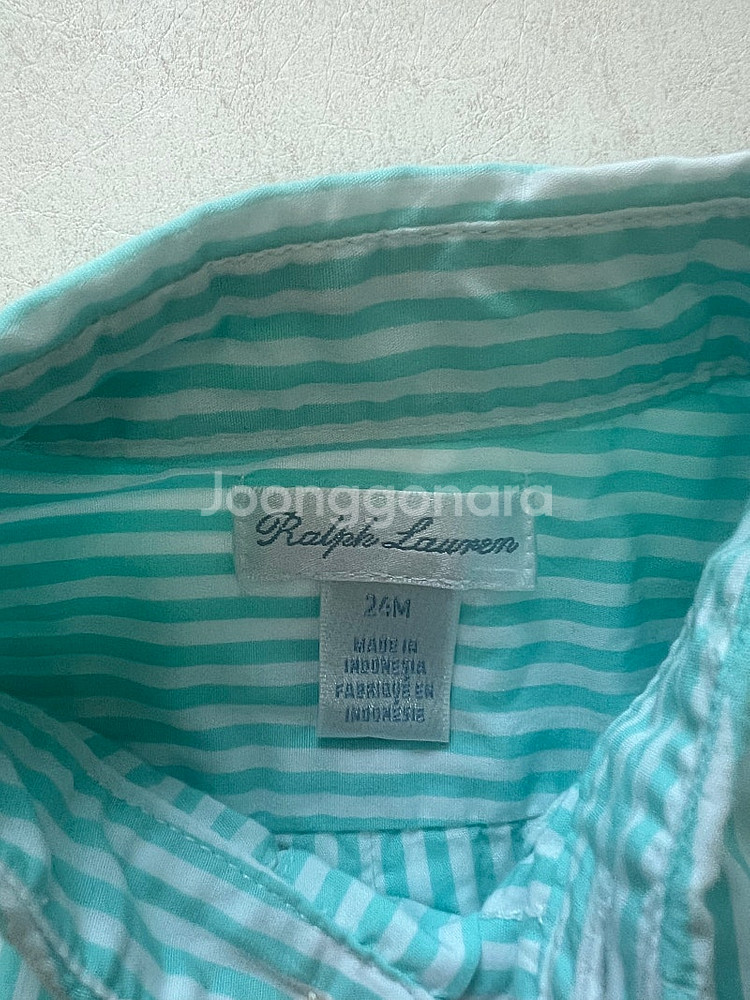 Joonggonara
Ralph Lauren
24M
MADE IN
INDONESIA
FABRIQUÉ EN
INDONÉSIE